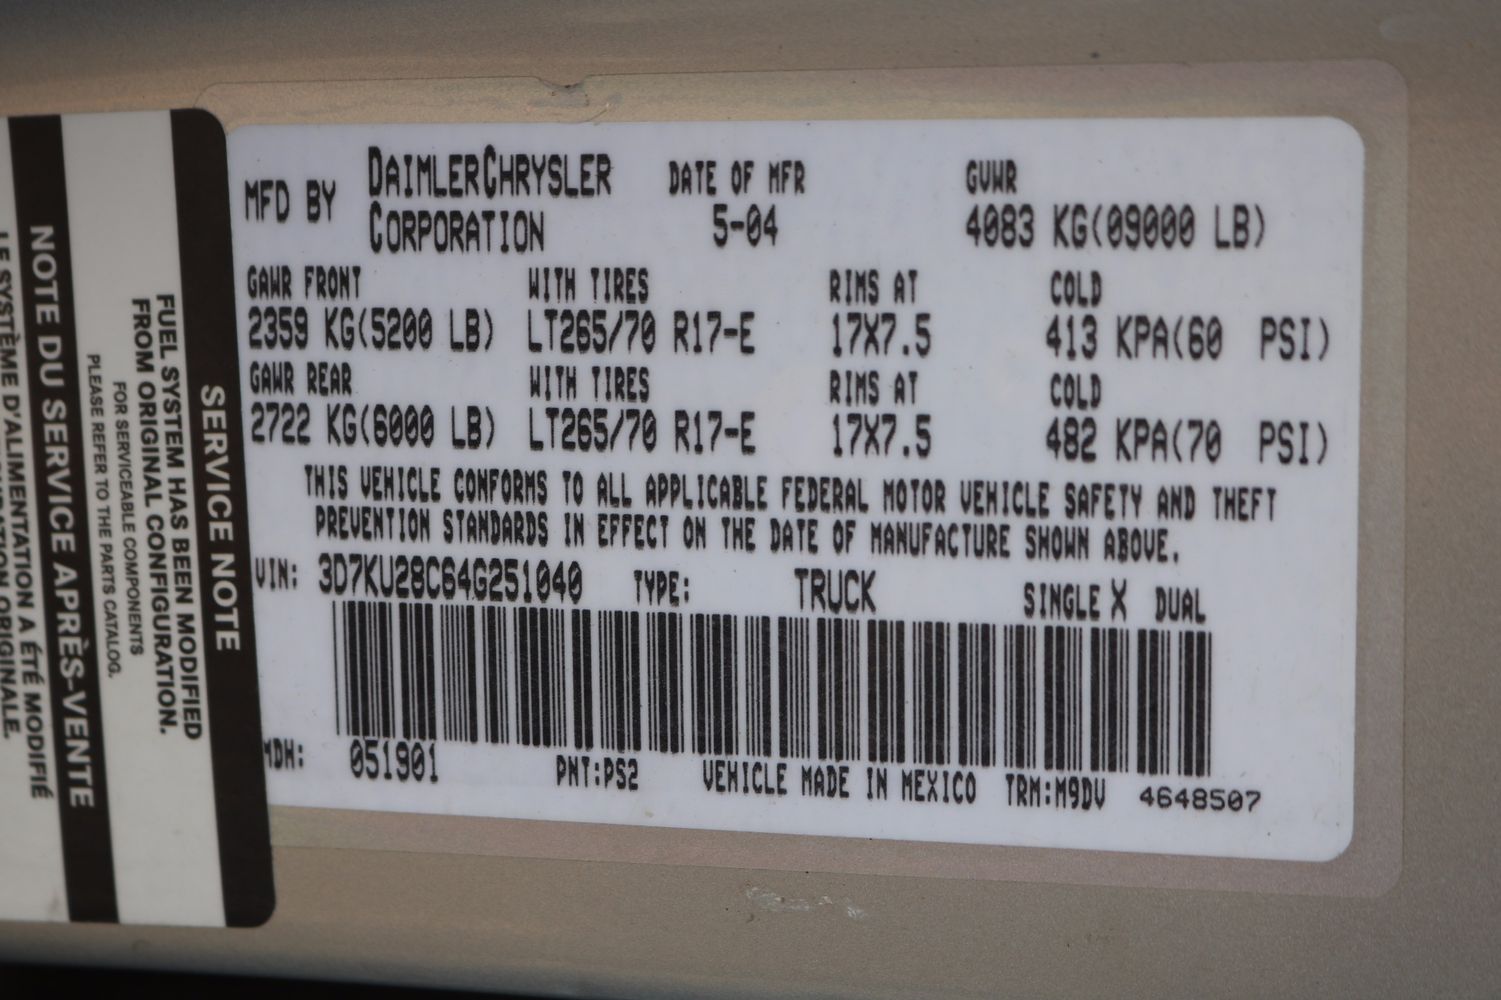 MFD BY DAIMLERCHRYSLER CORPORATION
DATE OF MFR
5-04
GVWR
4083 KG(09000 LB)
GAWR FRONT WITH TIRES RIMS AT COLD
2359 KG(5200 LB) LT265/70 R17-E 17X7.5 413 KPA(60 PSI)
GAWR REAR WITH TIRES RIMS AT COLD
2722 KG(6000 LB) LT265/70 R17-E 17X7.5 482 KPA(70 PSI)
THIS VEHICLE CONFORMS TO ALL APPLICABLE FEDERAL MOTOR VEHICLE SAFETY AND THEFT
PREVENTION STANDARDS IN EFFECT ON THE DATE OF MANUFACTURE SHOWN ABOVE.
VIN: 3D7KU28C64G251040 TYPE: TRUCK SINGLE X DUAL
MDH: 051901 PNT:PS2 VEHICLE MADE IN MEXICO TRM:M9DV 4648507
SERVICE NOTE
FUEL SYSTEM HAS BEEN MODIFIED
FROM ORIGINAL CONFIGURATION.
FOR SERVICEABLE COMPONENTS
PLEASE REFER TO THE PARTS CATALOG.
NOTE DU SERVICE APRÈS-VENTE
LE SYSTÈME D'ALIMENTATION A ÉTÉ MODIFIÉ
ORIGINALE.